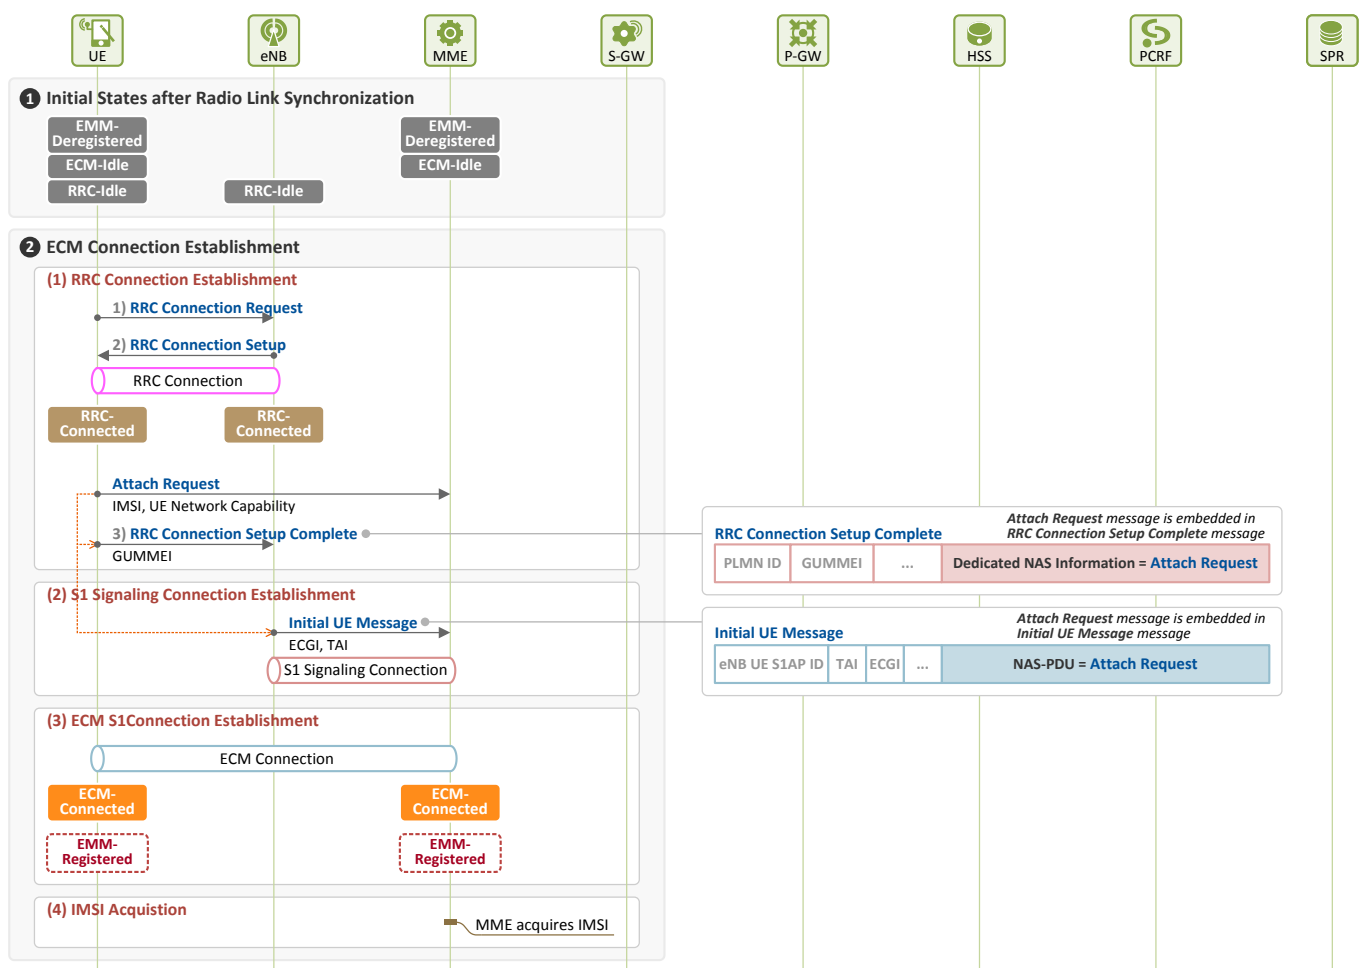 UE eNB MME S-GW P-GW HSS PCRF SPR
1 Initial States after Radio Link Synchronization
EMM-
Deregistered
EMM-
Deregistered
ECM-Idle ECM-Idle
RRC-Idle RRC-Idle
2 ECM Connection Establishment
(1) RRC Connection Establishment
1) RRC Connection Request
2) RRC Connection Setup
RRC Connection
RRC-
Connected
RRC-
Connected
Attach Request
IMSI, UE Network Capability
3) RRC Connection Setup Complete
GUMMEI
Attach Request message is embedded in
RRC Connection Setup Complete message
RRC Connection Setup Complete
PLMN ID GUMMEI ... Dedicated NAS Information = Attach Request
(2) S1 Signaling Connection Establishment
Initial UE Message
ECGI, TAI
S1 Signaling Connection
Attach Request message is embedded in
Initial UE Message message
Initial UE Message
eNB UE S1AP ID TAI ECGI ... NAS-PDU = Attach Request
(3) ECM S1Connection Establishment
ECM Connection
ECM-
Connected
ECM-
Connected
EMM-
Registered
EMM-
Registered
(4) IMSI Acquistion
MME acquires IMSI